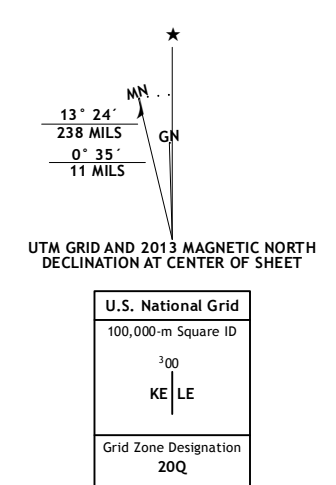 ★
MN
13° 24´
238 MILS
GN
0° 35´
11 MILS
UTM GRID AND 2013 MAGNETIC NORTH
DECLINATION AT CENTER OF SHEET
U.S. National Grid
100,000-m Square ID
³00
KE LE
Grid Zone Designation
20Q